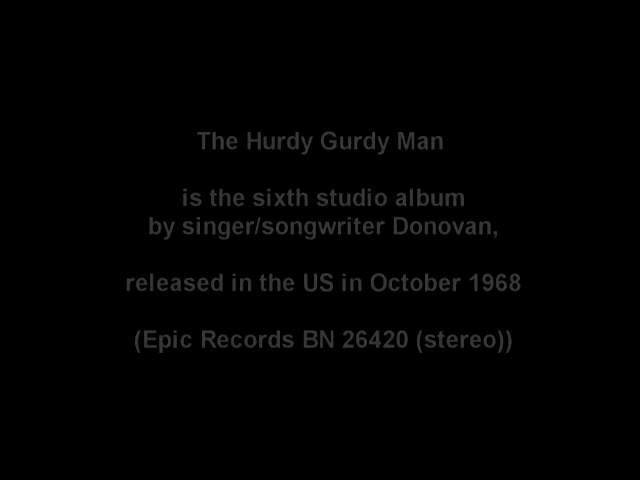 The Hurdy Gurdy Man
is the sixth studio album
by singer/songwriter Donovan,
released in the US in October 1968
(Epic Records BN 26420 (stereo))